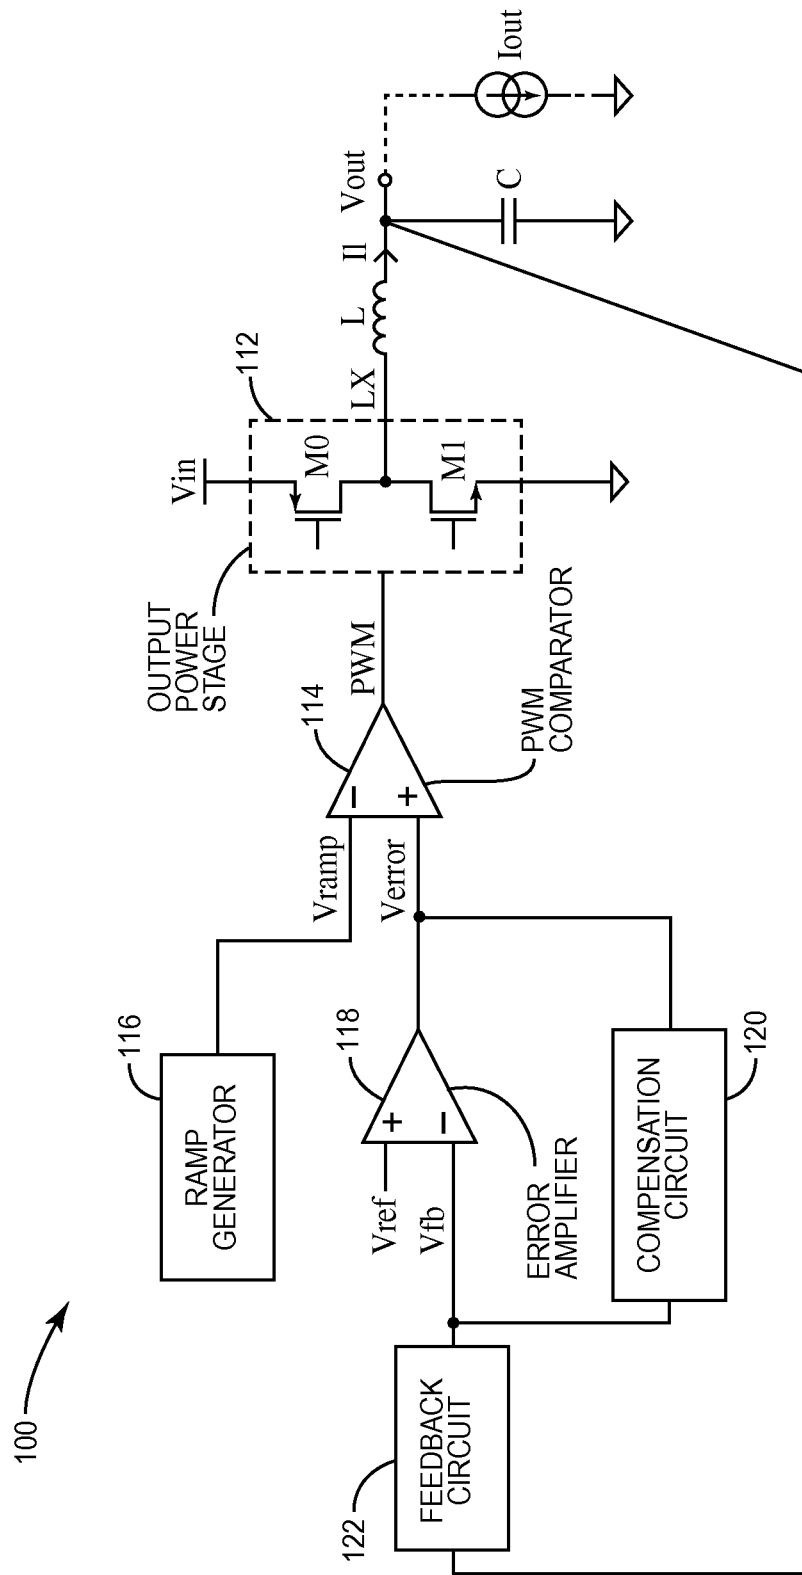 100
116
RAMP
GENERATOR
122
FEEDBACK
CIRCUIT
Vref
Vfb
118
+
−
ERROR
AMPLIFIER
COMPENSATION
CIRCUIT
120
Vramp
Verror
114
−
+
PWM
COMPARATOR
PWM
OUTPUT
POWER
STAGE
112
Vin
M0
M1
LX
L
Il
Vout
C
Iout